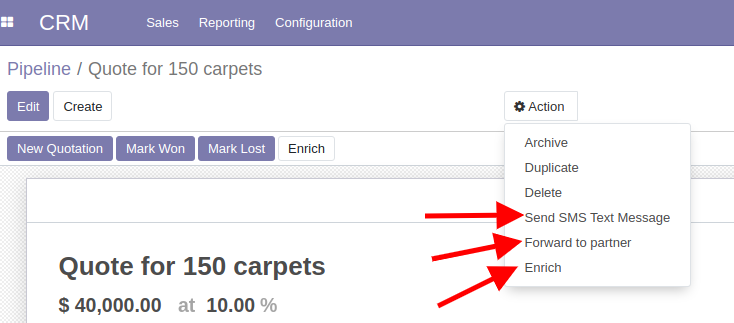 CRM Sales Reporting Configuration
Pipeline / Quote for 150 carpets
Edit Create Action
New Quotation Mark Won Mark Lost Enrich
Archive
Duplicate
Delete
Send SMS Text Message
Forward to partner
Enrich
Quote for 150 carpets
$ 40,000.00 at 10.00 %